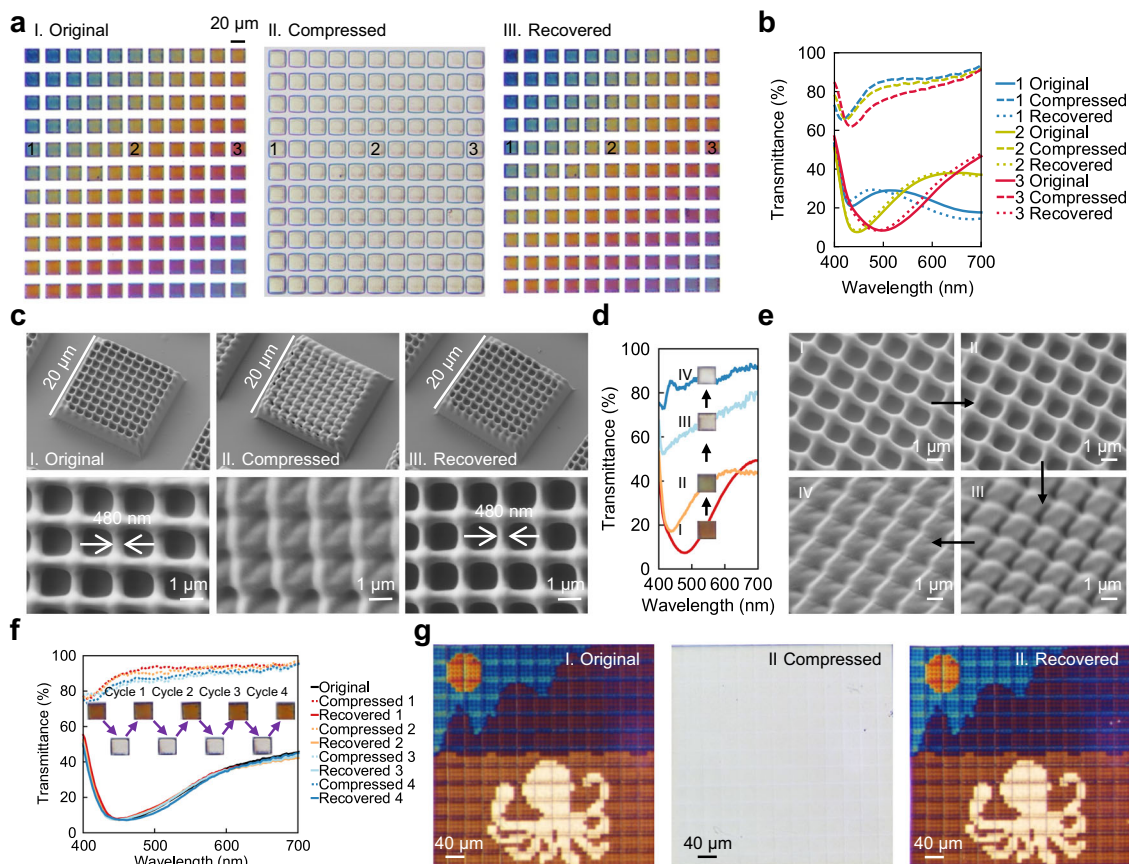 a
I. Original
20 µm
II. Compressed
III. Recovered
1
2
3
1
2
3
1
2
3
b
Transmittance (%)
100
80
60
40
20
0
400
500
600
700
Wavelength (nm)
1 Original
1 Compressed
1 Recovered
2 Original
2 Compressed
2 Recovered
3 Original
3 Compressed
3 Recovered
c
20 µm
I. Original
20 µm
II. Compressed
20 µm
III. Recovered
480 nm
1 µm
1 µm
480 nm
1 µm
d
Transmittance (%)
100
80
60
40
20
0
IV
III
II
I
400
500
600
700
Wavelength (nm)
e
I
1 µm
II
1 µm
IV
1 µm
III
1 µm
f
Transmittance (%)
100
80
60
40
20
0
Cycle 1
Cycle 2
Cycle 3
Cycle 4
400
500
600
700
Wavelength (nm)
Original
Compressed 1
Recovered 1
Compressed 2
Recovered 2
Compressed 3
Recovered 3
Compressed 4
Recovered 4
g
I. Original
40 µm
II Compressed
40 µm
II. Recovered
40 µm